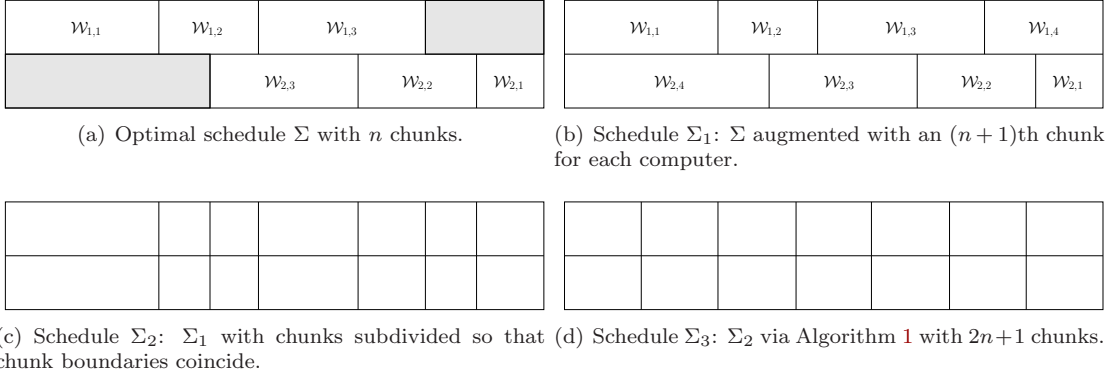 W1,1 W1,2 W1,3
W2,3 W2,2 W2,1
(a) Optimal schedule Σ with n chunks.
W1,1 W1,2 W1,3 W1,4
W2,4 W2,3 W2,2 W2,1
(b) Schedule Σ1: Σ augmented with an (n + 1)th chunk
for each computer.
(c) Schedule Σ2: Σ1 with chunks subdivided so that
chunk boundaries coincide.
(d) Schedule Σ3: Σ2 via Algorithm 1 with 2n+1 chunks.